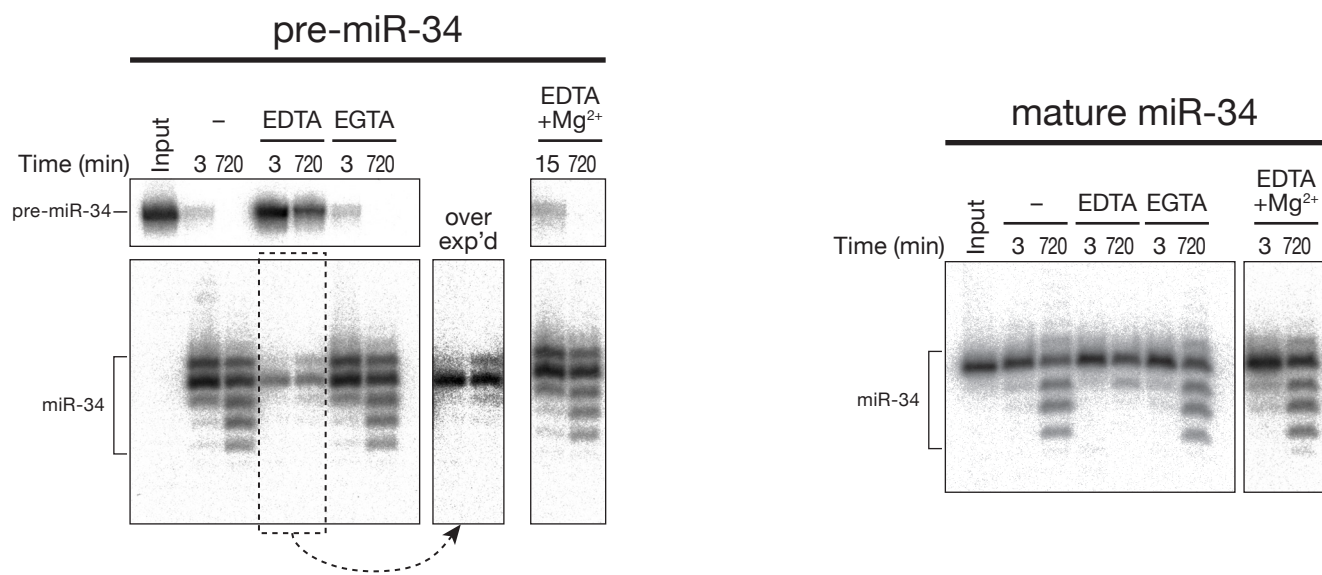 pre-miR-34
Input
– EDTA EGTA
EDTA
+Mg²⁺
Time (min) 3 720 3 720 3 720 15 720
pre-miR-34
over
exp'd
miR-34
mature miR-34
Input
– EDTA EGTA
EDTA
+Mg²⁺
Time (min) 3 720 3 720 3 720 3 720
miR-34